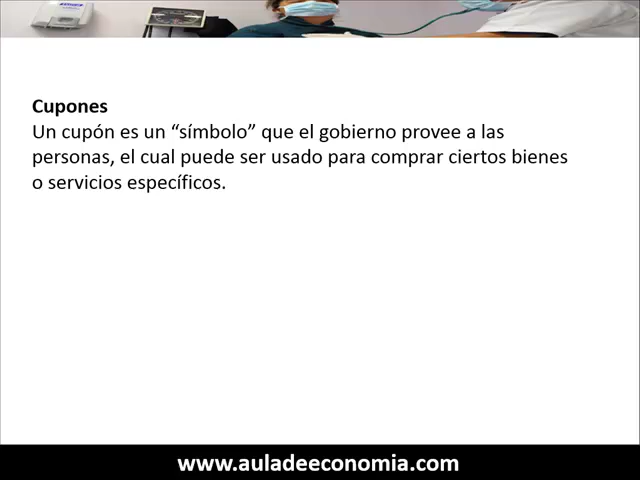 Cupones
Un cupón es un “símbolo” que el gobierno provee a las
personas, el cual puede ser usado para comprar ciertos bienes
o servicios específicos.
www.auladeeconomia.com